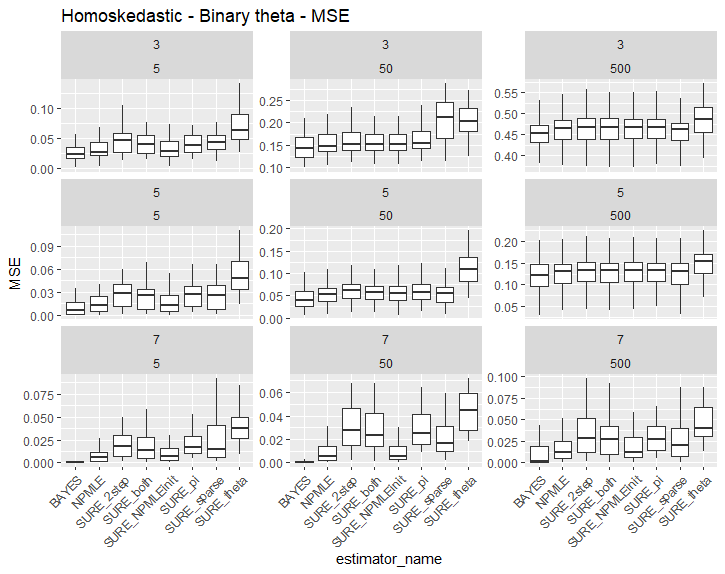 Homoskedastic - Binary theta - MSE
3 3 3
5 50 500
0.10 0.25 0.55
0.05 0.20 0.50
0.00 0.15 0.45
0.10 0.40
5 5 5
5 50 500
0.09 0.20 0.20
0.06 0.15 0.15
0.03 0.10 0.10
0.00 0.05 0.05
0.00
MSE
7 7 7
5 50 500
0.075 0.06 0.100
0.050 0.04 0.075
0.025 0.02 0.050
0.000 0.00 0.025
0.000
BAYES NPMLE SURE_2step SURE_both SURE_NPMLEinit SURE_pi SURE_sparse SURE_theta
BAYES NPMLE SURE_2step SURE_both SURE_NPMLEinit SURE_pi SURE_sparse SURE_theta
BAYES NPMLE SURE_2step SURE_both SURE_NPMLEinit SURE_pi SURE_sparse SURE_theta
estimator_name